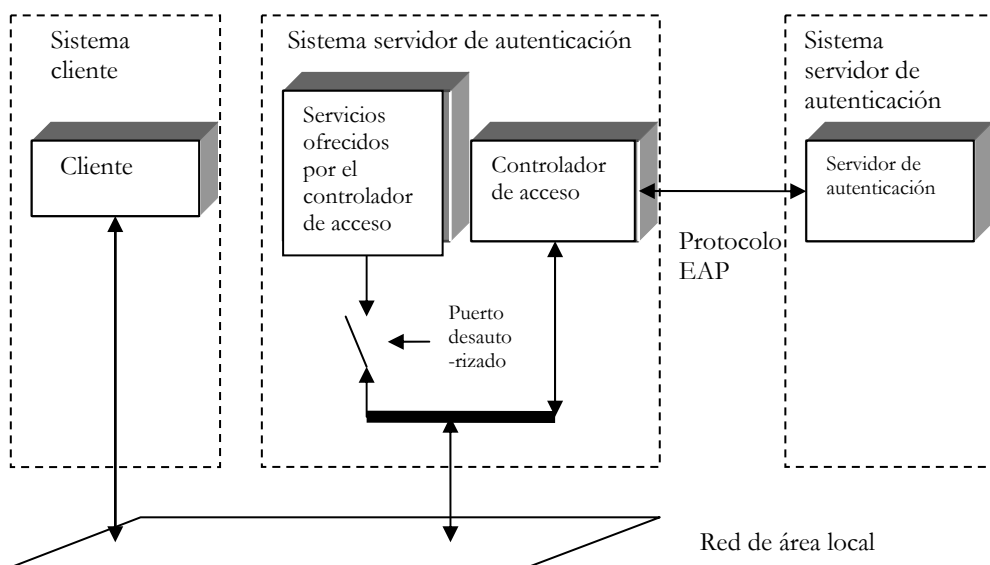 Sistema
cliente
Cliente
Sistema servidor de autenticación
Servicios
ofrecidos
por el
controlador
de acceso
Controlador
de acceso
Puerto
desauto
-rizado
Protocolo
EAP
Sistema
servidor de
autenticación
Servidor de
autenticación
Red de área local